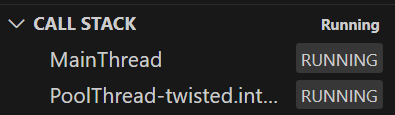 CALL STACK Running
MainThread RUNNING
PoolThread-twisted.int... RUNNING